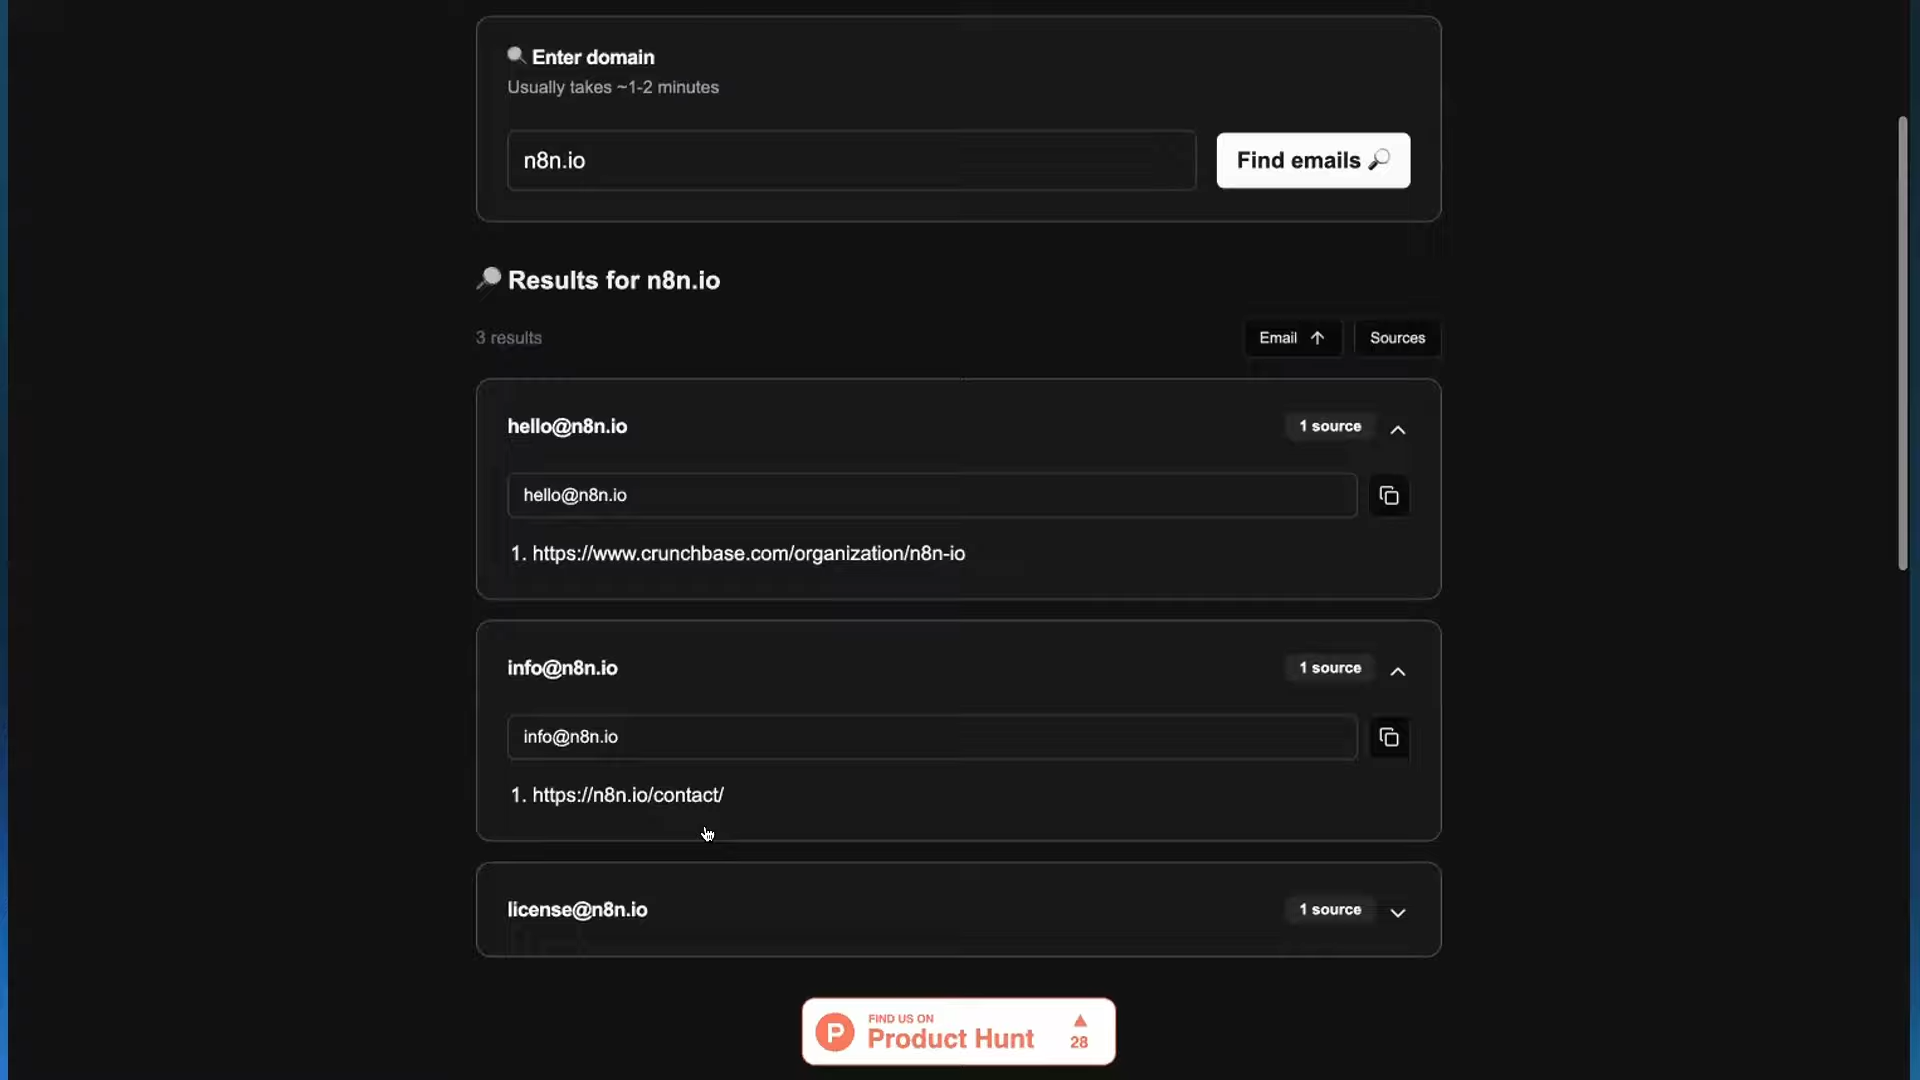 Enter domain
Usually takes ~1-2 minutes
n8n.io
Find emails
Results for n8n.io
3 results
Email
Sources
hello@n8n.io
1 source
hello@n8n.io
1. https://www.crunchbase.com/organization/n8n-io
info@n8n.io
1 source
info@n8n.io
1. https://n8n.io/contact/
license@n8n.io
1 source
P
FIND US ON
Product Hunt
28